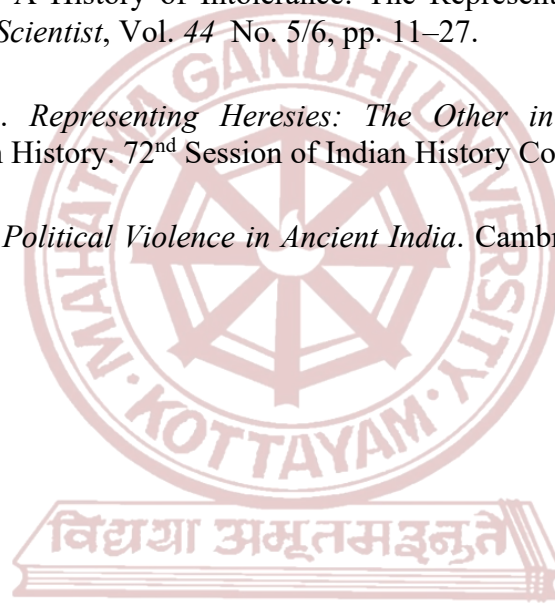 A History of Intolerance: The Represent
Scientist, Vol. 44 No. 5/6, pp. 11–27.
. Representing Heresies: The Other in
n History. 72nd Session of Indian History Co
Political Violence in Ancient India. Cambr
MAHATMA GANDHI UNIVERSITY
KOTTAYAM
विद्यया अमृतमश्नुते